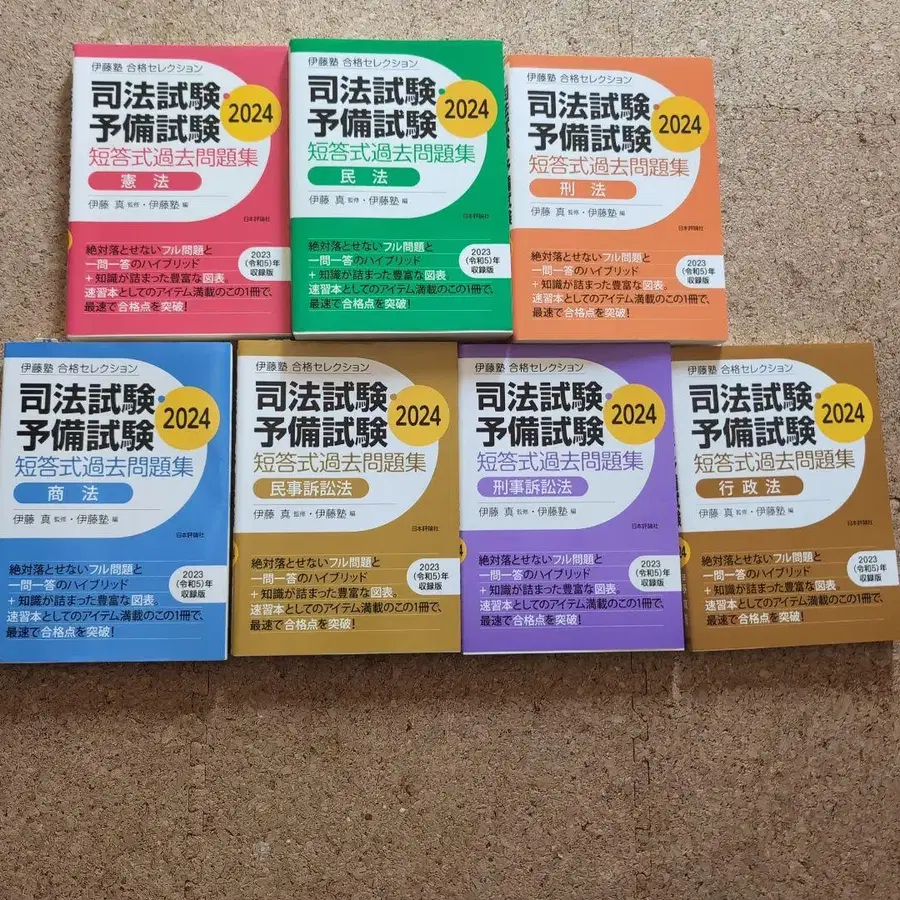 伊藤塾 合格セレクション
司法試験・
予備試験
2024
短答式過去問題集
憲法
伊藤 真 監修・伊藤塾 編
日本評論社
絶対落とせないフル問題と
一問一答のハイブリッド
+知識が詰まった豊富な図表。
速習本としてのアイテム満載のこの1冊で、
最速で合格点を突破!
2023
(令和5)年
収録版
伊藤塾 合格セレクション
司法試験・
予備試験
2024
短答式過去問題集
民法
伊藤 真 監修・伊藤塾 編
日本評論社
絶対落とせないフル問題と
一問一答のハイブリッド
+知識が詰まった豊富な図表。
速習本としてのアイテム満載のこの1冊で、
最速で合格点を突破!
2023
(令和5)年
収録版
伊藤塾 合格セレクション
司法試験・
予備試験
2024
短答式過去問題集
刑法
伊藤 真 監修・伊藤塾 編
日本評論社
絶対落とせないフル問題と
一問一答のハイブリッド
+知識が詰まった豊富な図表。
速習本としてのアイテム満載のこの1冊で、
最速で合格点を突破!
2023
(令和5)年
収録版
伊藤塾 合格セレクション
司法試験・
予備試験
2024
短答式過去問題集
商法
伊藤 真 監修・伊藤塾 編
日本評論社
絶対落とせないフル問題と
一問一答のハイブリッド
+知識が詰まった豊富な図表。
速習本としてのアイテム満載のこの1冊で、
最速で合格点を突破!
2023
(令和5)年
収録版
伊藤塾 合格セレクション
司法試験・
予備試験
2024
短答式過去問題集
民事訴訟法
伊藤 真 監修・伊藤塾 編
日本評論社
絶対落とせないフル問題と
一問一答のハイブリッド
+知識が詰まった豊富な図表。
速習本としてのアイテム満載のこの1冊で、
最速で合格点を突破!
2023
(令和5)年
収録版
伊藤塾 合格セレクション
司法試験・
予備試験
2024
短答式過去問題集
刑事訴訟法
伊藤 真 監修・伊藤塾 編
日本評論社
絶対落とせないフル問題と
一問一答のハイブリッド
+知識が詰まった豊富な図表。
速習本としてのアイテム満載のこの1冊で、
最速で合格点を突破!
2023
(令和5)年
収録版
伊藤塾 合格セレクション
司法試験・
予備試験
2024
短答式過去問題集
行政法
伊藤 真 監修・伊藤塾 編
日本評論社
絶対落とせないフル問題と
一問一答のハイブリッド
+知識が詰まった豊富な図表。
速習本としてのアイテム満載のこの1冊で、
最速で合格点を突破!
2023
(令和5)年
収録版